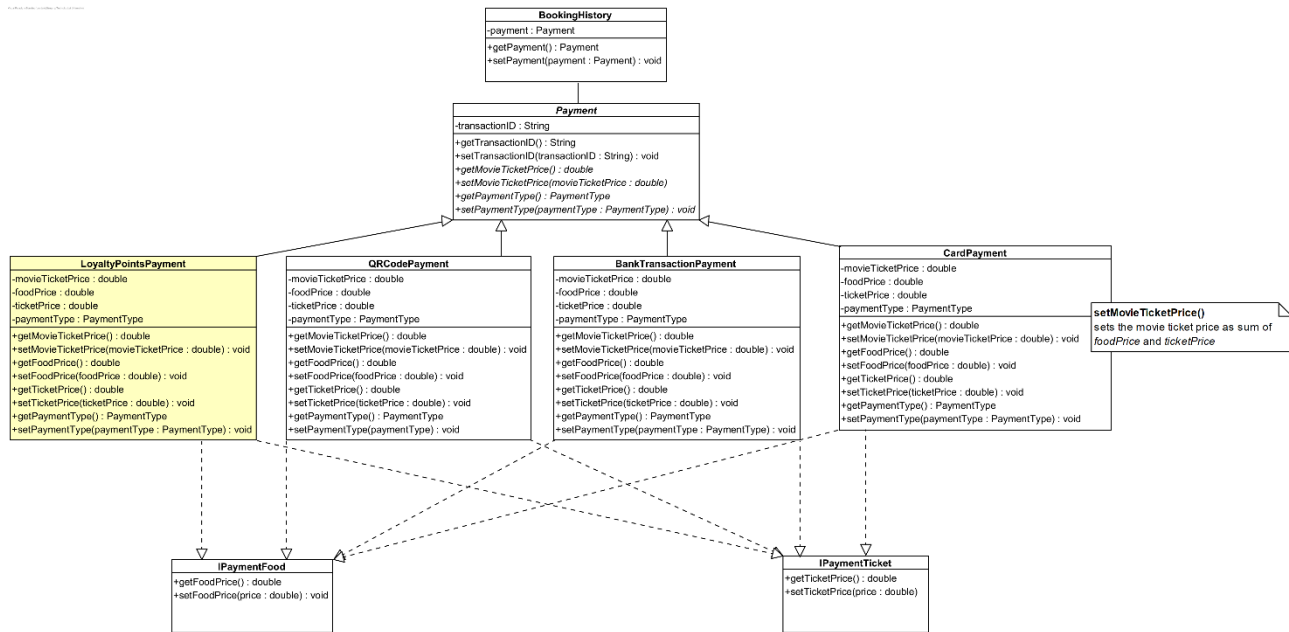 BookingHistory
-payment : Payment
+getPayment() : Payment
+setPayment(payment : Payment) : void
Payment
-transactionID : String
+getTransactionID() : String
+setTransactionID(transactionID : String) : void
+getMovieTicketPrice() : double
+setMovieTicketPrice(movieTicketPrice : double)
+getPaymentType() : PaymentType
+setPaymentType(paymentType : PaymentType) : void
LoyaltyPointsPayment
-movieTicketPrice : double
-foodPrice : double
-ticketPrice : double
-paymentType : PaymentType
+getMovieTicketPrice() : double
+setMovieTicketPrice(movieTicketPrice : double) : void
+getFoodPrice() : double
+setFoodPrice(foodPrice : double) : void
+getTicketPrice() : double
+setTicketPrice(ticketPrice : double) : void
+getPaymentType() : PaymentType
+setPaymentType(paymentType : PaymentType) : void
QRCodePayment
-movieTicketPrice : double
-foodPrice : double
-ticketPrice : double
-paymentType : PaymentType
+getMovieTicketPrice() : double
+setMovieTicketPrice(movieTicketPrice : double) : void
+getFoodPrice() : double
+setFoodPrice(foodPrice : double) : void
+getTicketPrice() : double
+setTicketPrice(ticketPrice : double) : void
+getPaymentType() : PaymentType
+setPaymentType(paymentType) : void
BankTransactionPayment
-movieTicketPrice : double
-foodPrice : double
-ticketPrice : double
-paymentType : PaymentType
+getMovieTicketPrice() : double
+setMovieTicketPrice(movieTicketPrice : double) : void
+getFoodPrice() : double
+setFoodPrice(foodPrice : double) : void
+getTicketPrice() : double
+setTicketPrice(ticketPrice : double) : void
+getPaymentType() : PaymentType
+setPaymentType(paymentType : PaymentType) : void
CardPayment
-movieTicketPrice : double
-foodPrice : double
-ticketPrice : double
-paymentType : PaymentType
+getMovieTicketPrice() : double
+setMovieTicketPrice(movieTicketPrice : double) : void
+getFoodPrice() : double
+setFoodPrice(foodPrice : double) : void
+getTicketPrice() : double
+setTicketPrice(ticketPrice : double) : void
+getPaymentType() : PaymentType
+setPaymentType(paymentType : PaymentType) : void
setMovieTicketPrice()
sets the movie ticket price as sum of
foodPrice and ticketPrice
IPaymentFood
+getFoodPrice() : double
+setFoodPrice(price : double) : void
IPaymentTicket
+getTicketPrice() : double
+setTicketPrice(price : double)